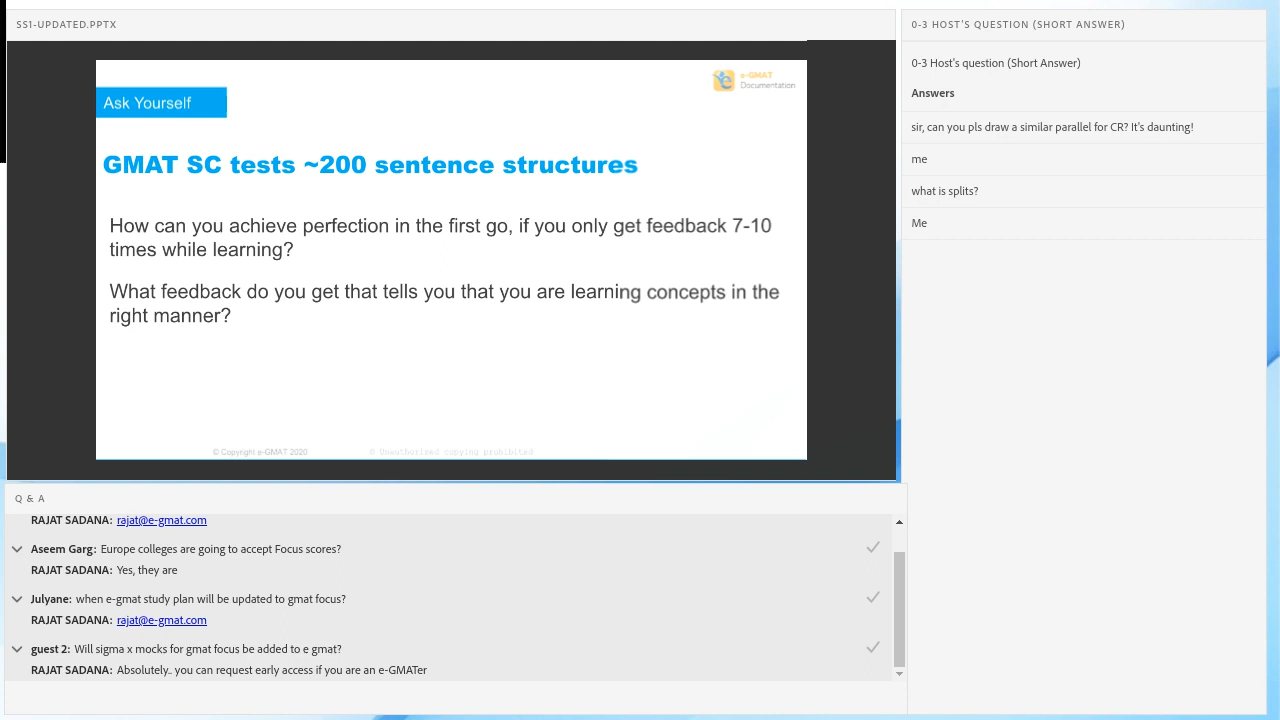 SS1-UPDATED.PPTX
e-GMAT
Documentation
Ask Yourself
GMAT SC tests ~200 sentence structures
How can you achieve perfection in the first go, if you only get feedback 7-10
times while learning?
What feedback do you get that tells you that you are learning concepts in the
right manner?
© Copyright e-GMAT 2020
© Unauthorized copying prohibited
0-3 HOST'S QUESTION (SHORT ANSWER)
0-3 Host's question (Short Answer)
Answers
sir, can you pls draw a similar parallel for CR? It's daunting!
me
what is splits?
Me
Q & A
RAJAT SADANA: rajat@e-gmat.com
Aseem Garg: Europe colleges are going to accept Focus scores?
RAJAT SADANA: Yes, they are
Julyane: when e-gmat study plan will be updated to gmat focus?
RAJAT SADANA: rajat@e-gmat.com
guest 2: Will sigma x mocks for gmat focus be added to e gmat?
RAJAT SADANA: Absolutely.. you can request early access if you are an e-GMATer